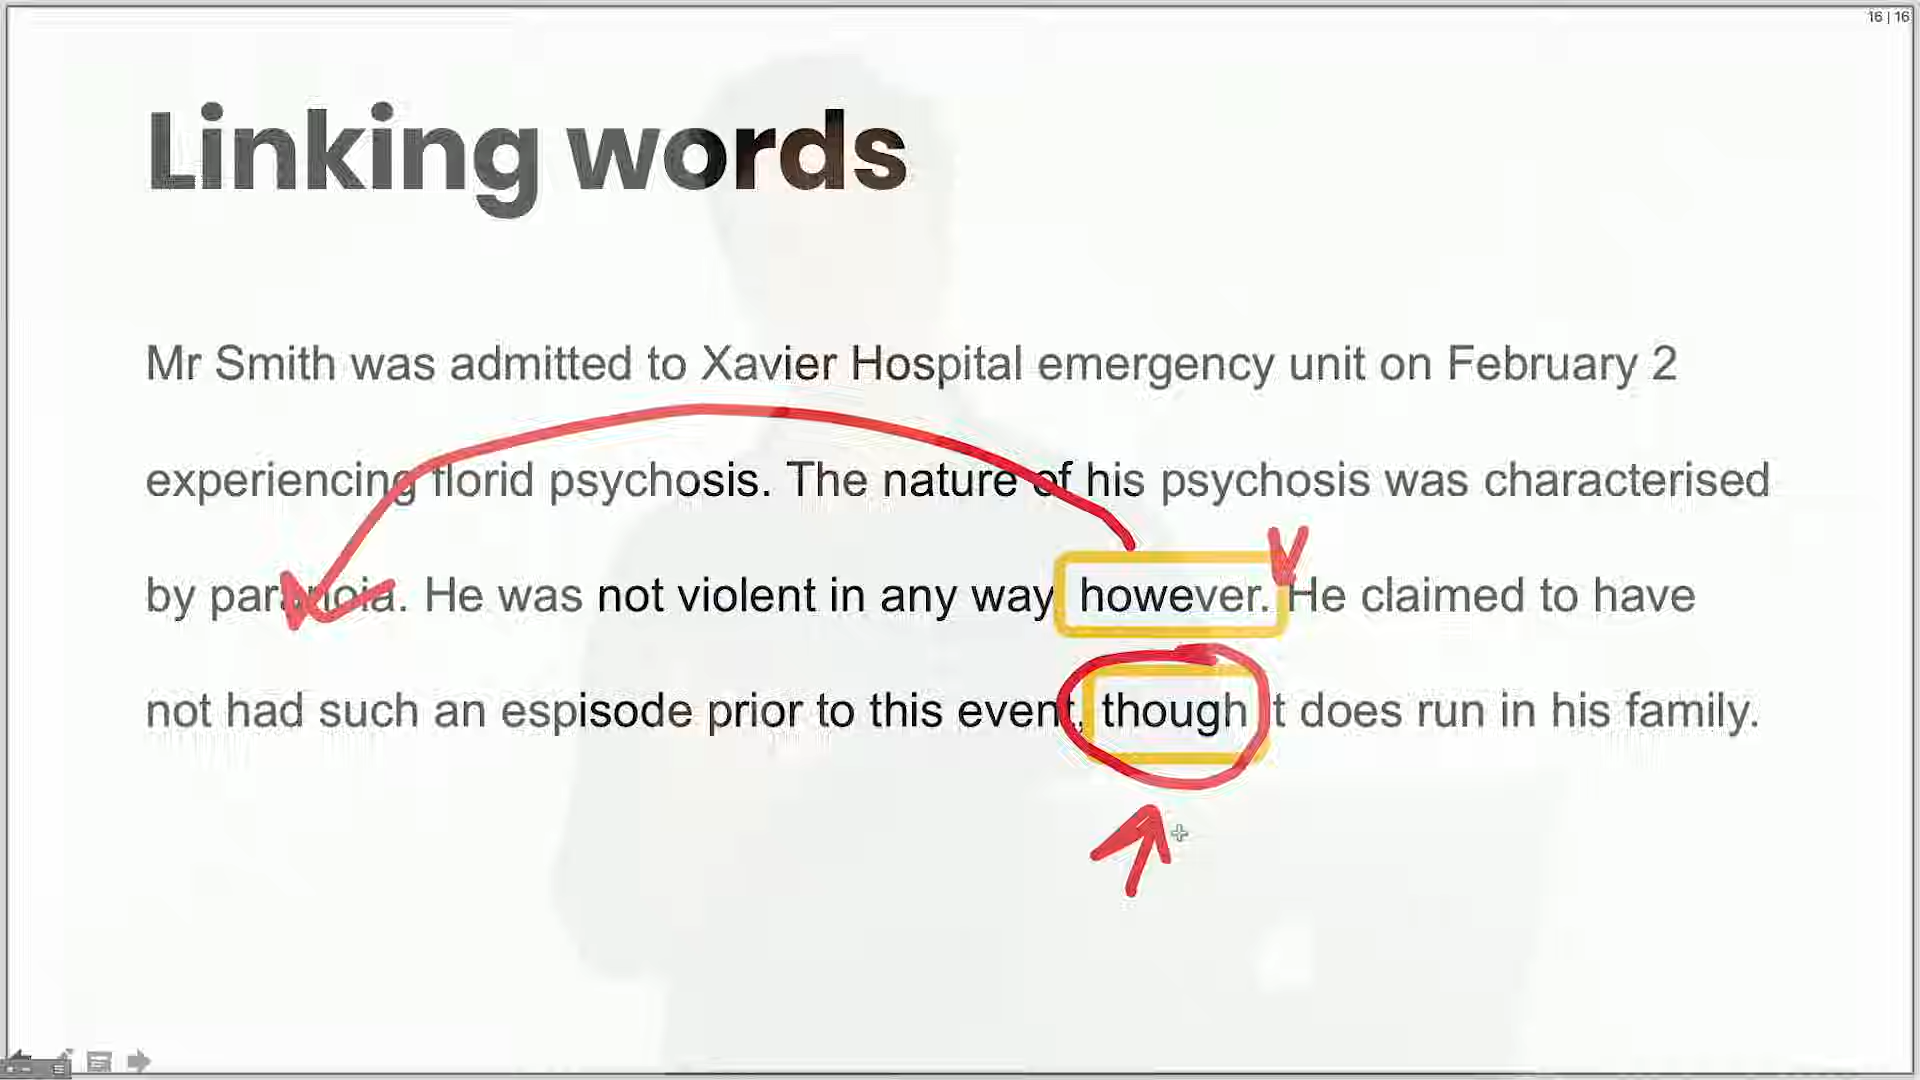 16 | 16
Linking words
Mr Smith was admitted to Xavier Hospital emergency unit on February 2
experiencing florid psychosis. The nature of his psychosis was characterised
by paranoia. He was not violent in any way however. He claimed to have
not had such an espisode prior to this event, though it does run in his family.